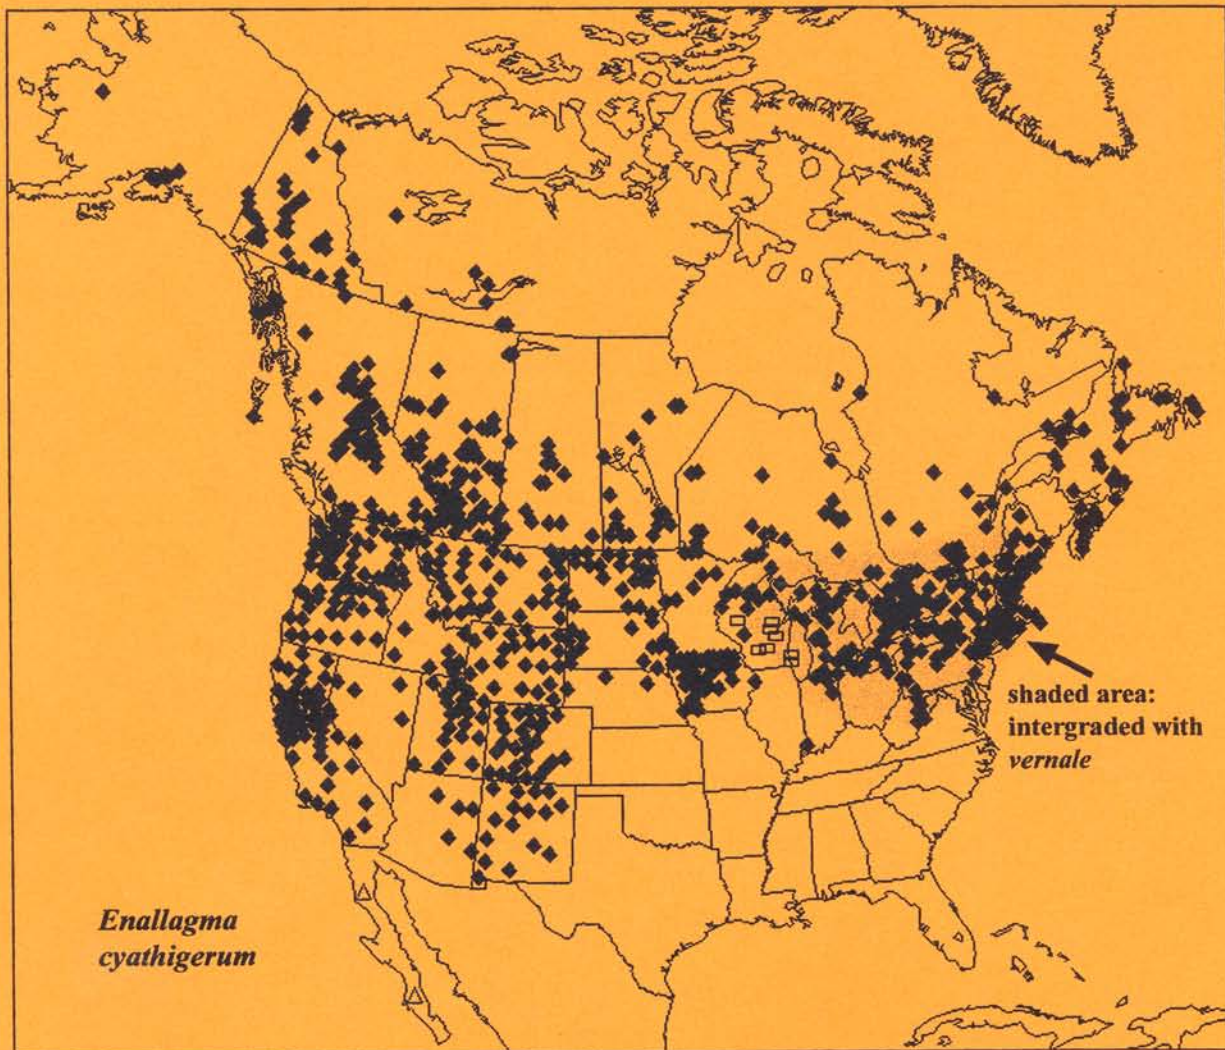 shaded area:
intergraded with
vernale
Enallagma
cyathigerum